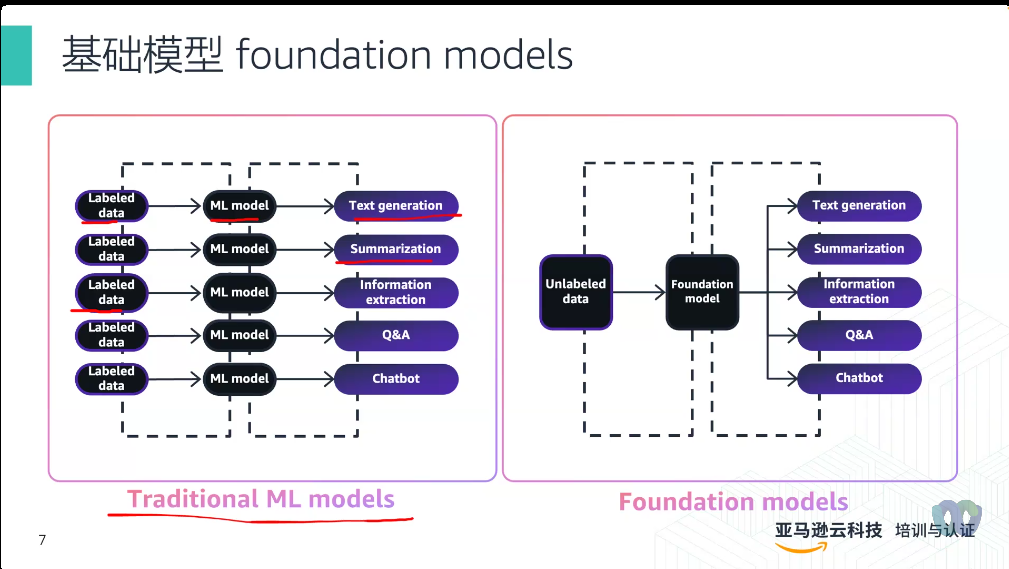 基础模型 foundation models
Labeled
data
ML model
Text generation
Labeled
data
ML model
Summarization
Labeled
data
ML model
Information
extraction
Labeled
data
ML model
Q&A
Labeled
data
ML model
Chatbot
Traditional ML models
Unlabeled
data
Foundation
model
Text generation
Summarization
Information
extraction
Q&A
Chatbot
Foundation models
7
亚马逊云科技 培训与认证